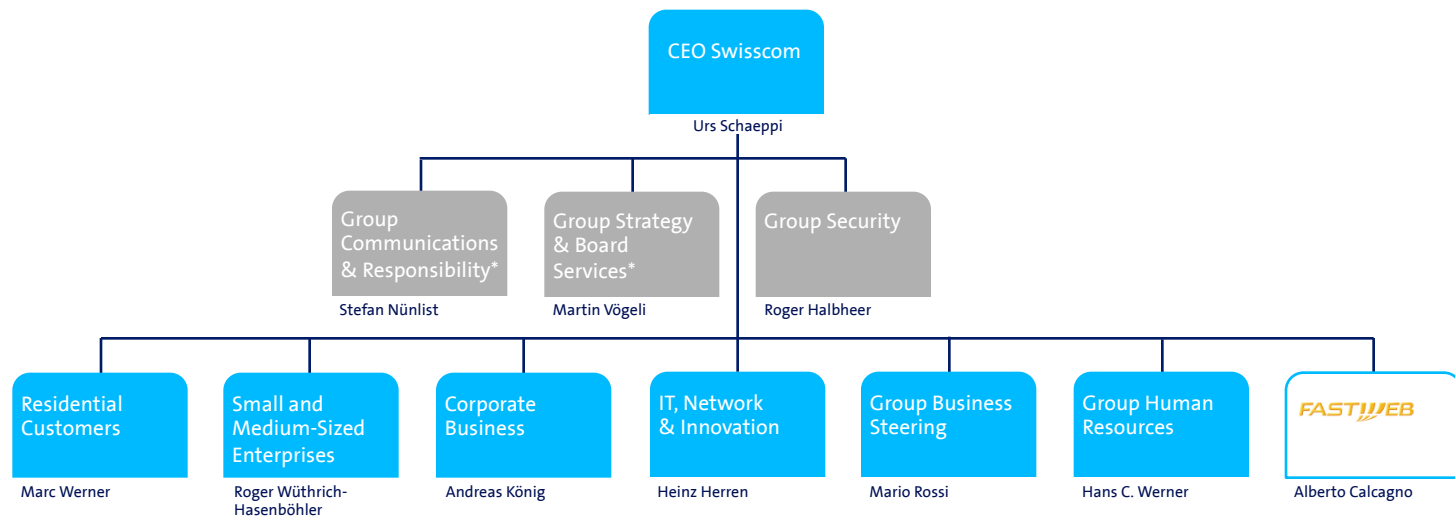 CEO Swisscom
Urs Schaeppi
Group
Communications
& Responsibility*
Stefan Nünlist
Group Strategy
& Board
Services*
Martin Vögeli
Group Security
Roger Halbheer
Residential
Customers
Marc Werner
Small and
Medium-Sized
Enterprises
Roger Wüthrich-
Hasenböhler
Corporate
Business
Andreas König
IT, Network
& Innovation
Heinz Herren
Group Business
Steering
Mario Rossi
Group Human
Resources
Hans C. Werner
FASTWEB
Alberto Calcagno